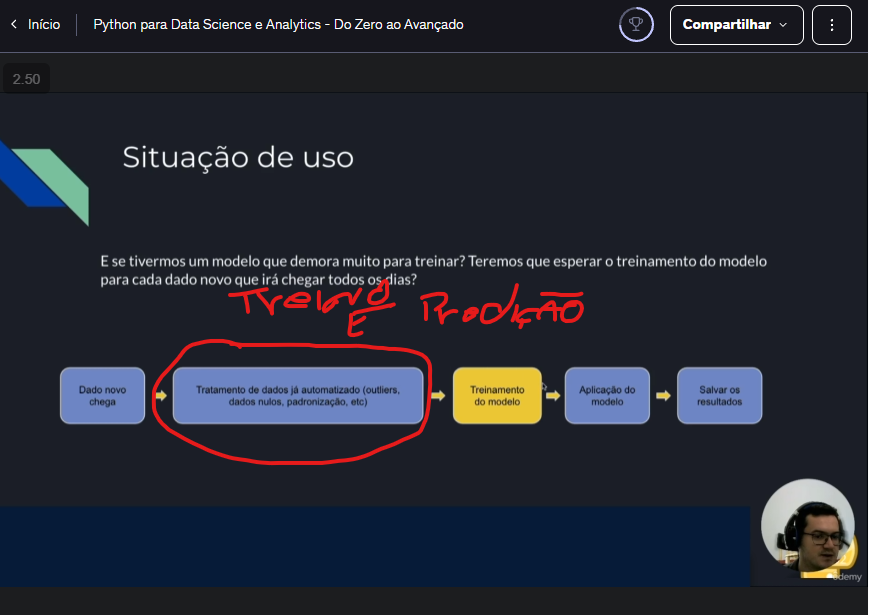 Início
Python para Data Science e Analytics - Do Zero ao Avançado
Compartilhar
2.50
Situação de uso
E se tivermos um modelo que demora muito para treinar? Teremos que esperar o treinamento do modelo
para cada dado novo que irá chegar todos os dias?
Treino
E
Dado novo
chega
Tratamento de dados já automatizado (outliers,
dados nulos, padronização, etc)
Treinamento
do modelo
Aplicação do
modelo
Salvar os
resultados